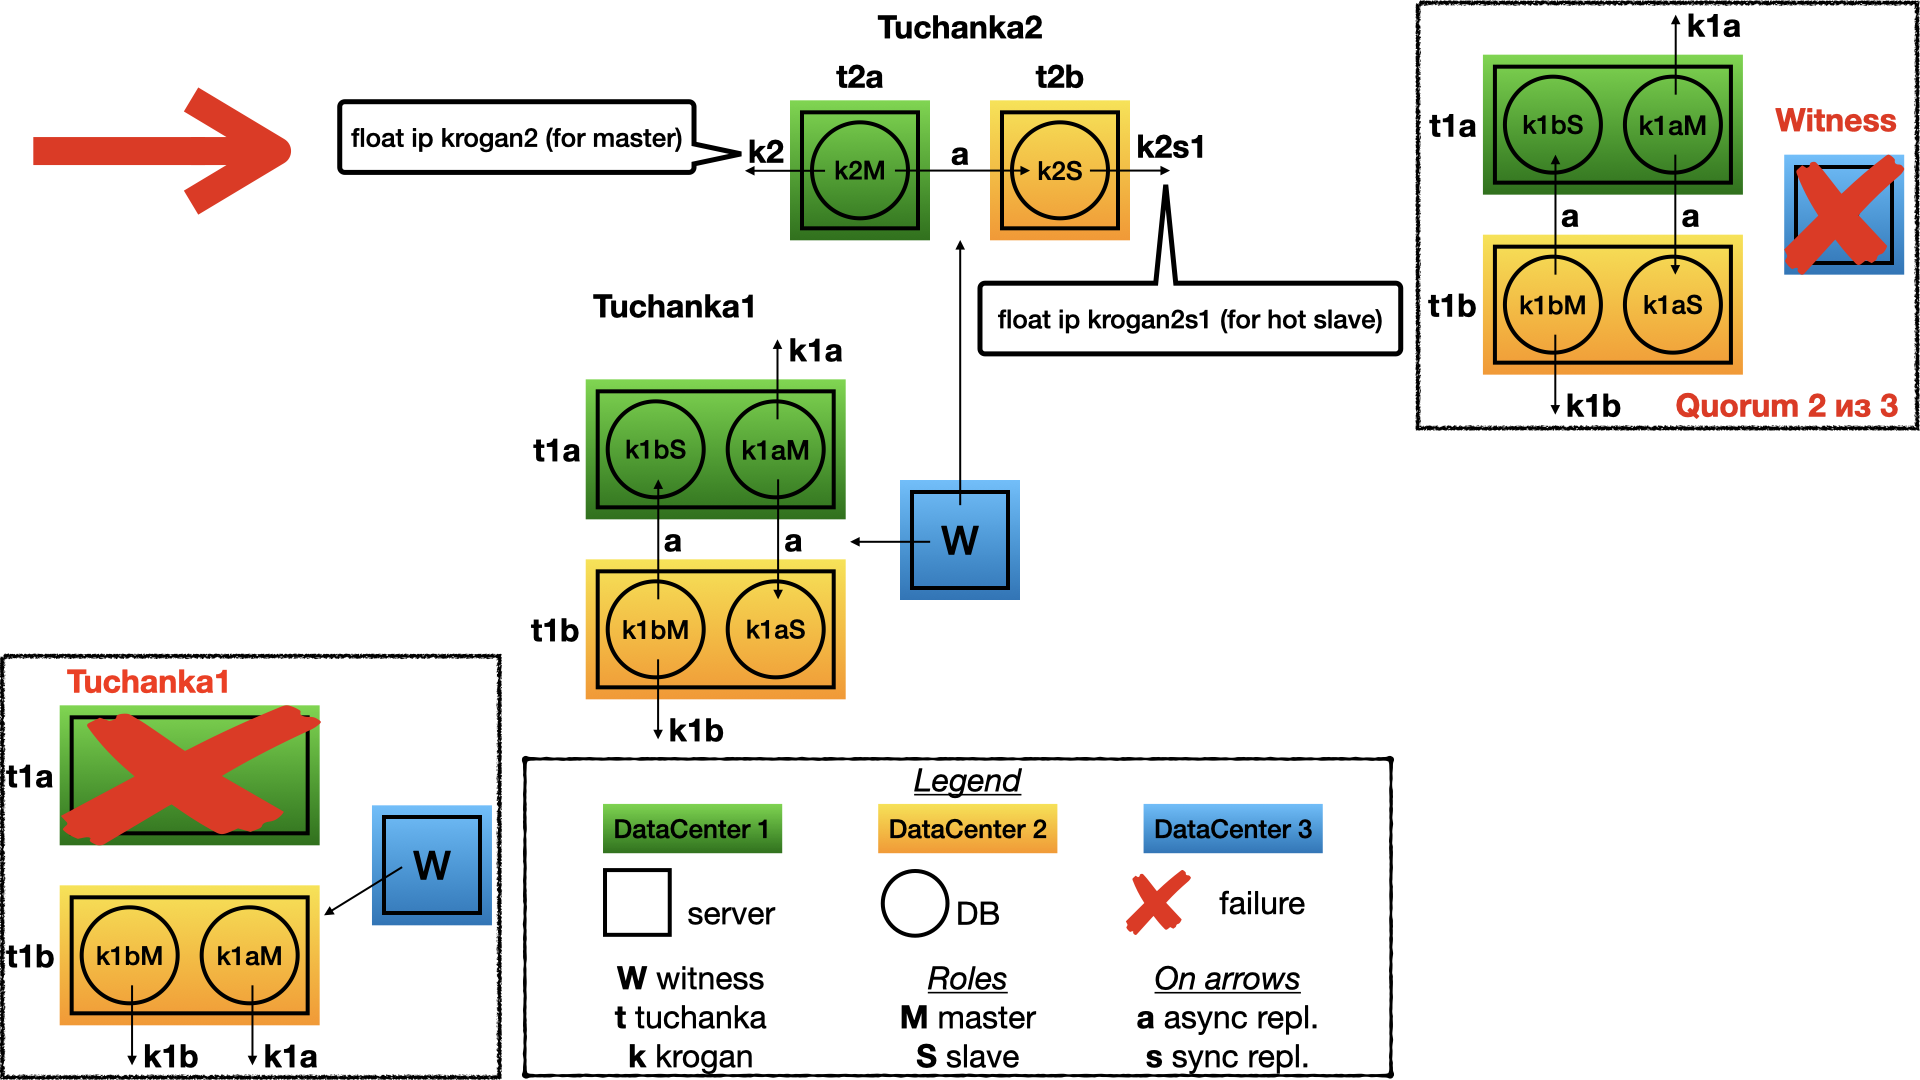 Tuchanka2
t2a
t2b
float ip krogan2 (for master)
k2
k2M
a
k2S
k2s1
float ip krogan2s1 (for hot slave)
k1a
t1a
k1bS
k1aM
Witness
a
a
t1b
k1bM
k1aS
k1b
Quorum 2 из 3
Tuchanka1
k1a
t1a
k1bS
k1aM
a
a
W
t1b
k1bM
k1aS
k1b
Tuchanka1
t1a
W
t1b
k1bM
k1aM
k1b
k1a
Legend
DataCenter 1
DataCenter 2
DataCenter 3
server
DB
failure
W witness
Roles
On arrows
t tuchanka
M master
a async repl.
k krogan
S slave
s sync repl.